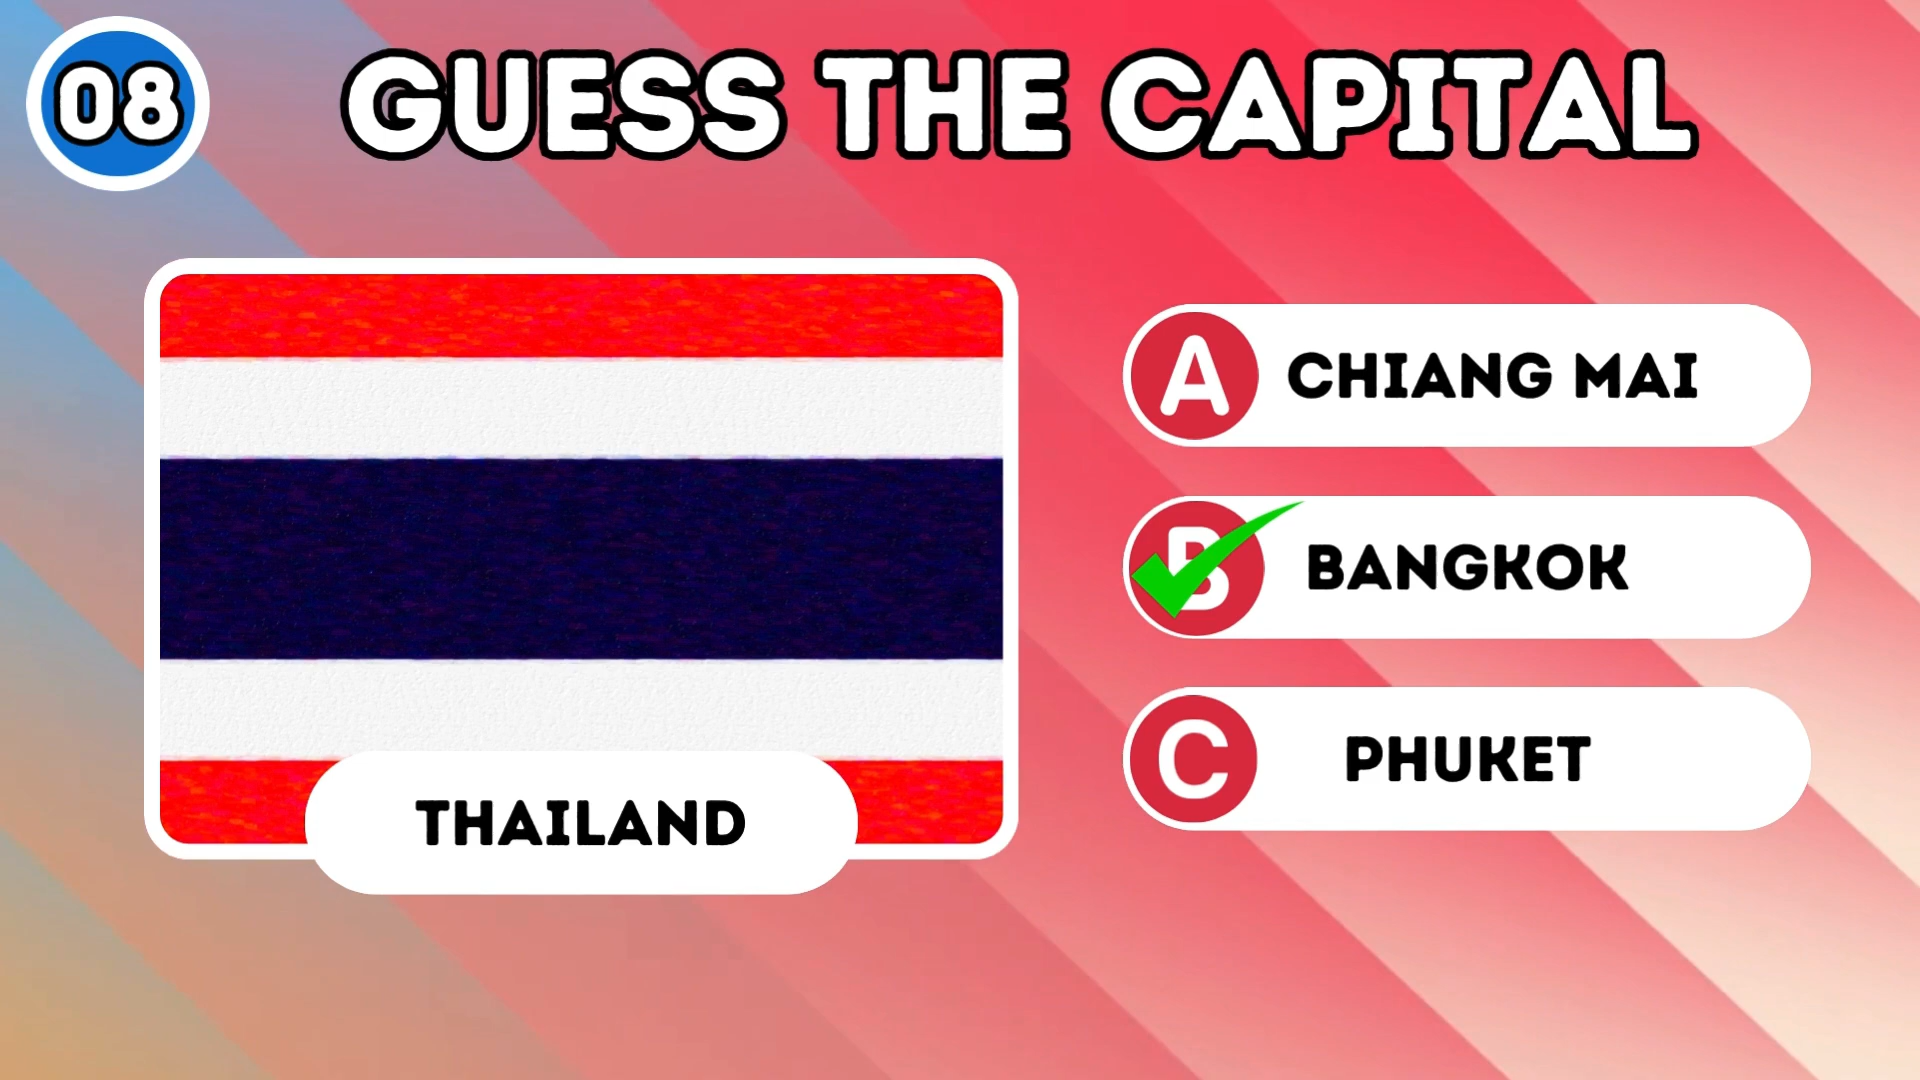 08
GUESS THE CAPITAL
THAILAND
A CHIANG MAI
B BANGKOK
C PHUKET